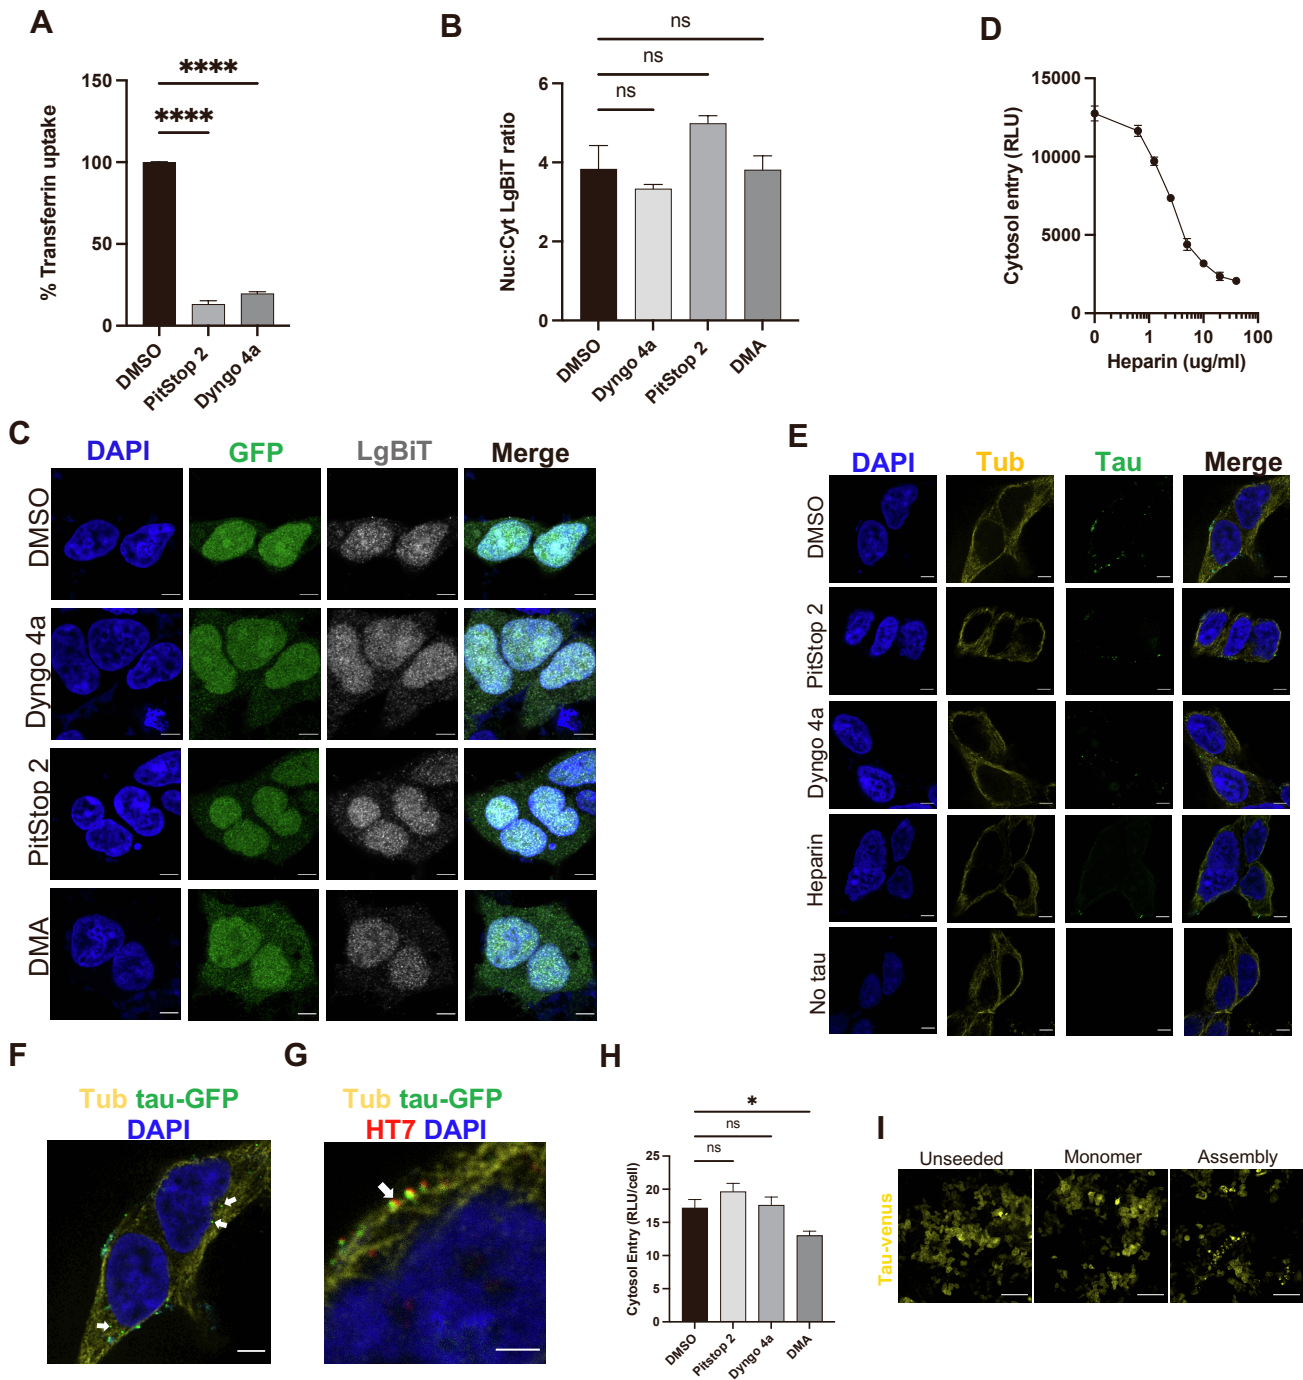 A
% Transferrin uptake
150
100
50
0
****
****
DMSO
PitStop 2
Dyngo 4a
B
Nuc:Cyt LgBiT ratio
6
4
2
0
ns
ns
ns
DMSO
Dyngo 4a
PitStop 2
DMA
D
Cytosol entry (RLU)
15000
10000
5000
0
0 1 10 100
Heparin (ug/ml)
C
DAPI GFP LgBiT Merge
DMSO
Dyngo 4a
PitStop 2
DMA
E
DAPI Tub Tau Merge
DMSO
PitStop 2
Dyngo 4a
Heparin
No tau
F
Tub tau-GFP
DAPI
G
Tub tau-GFP
HT7 DAPI
H
Cytosol Entry (RLU/cell)
25
20
15
10
5
0
*
ns
ns
DMSO
Pitstop 2
Dyngo 4a
DMA
I
Unseeded Monomer Assembly
Tau-venus